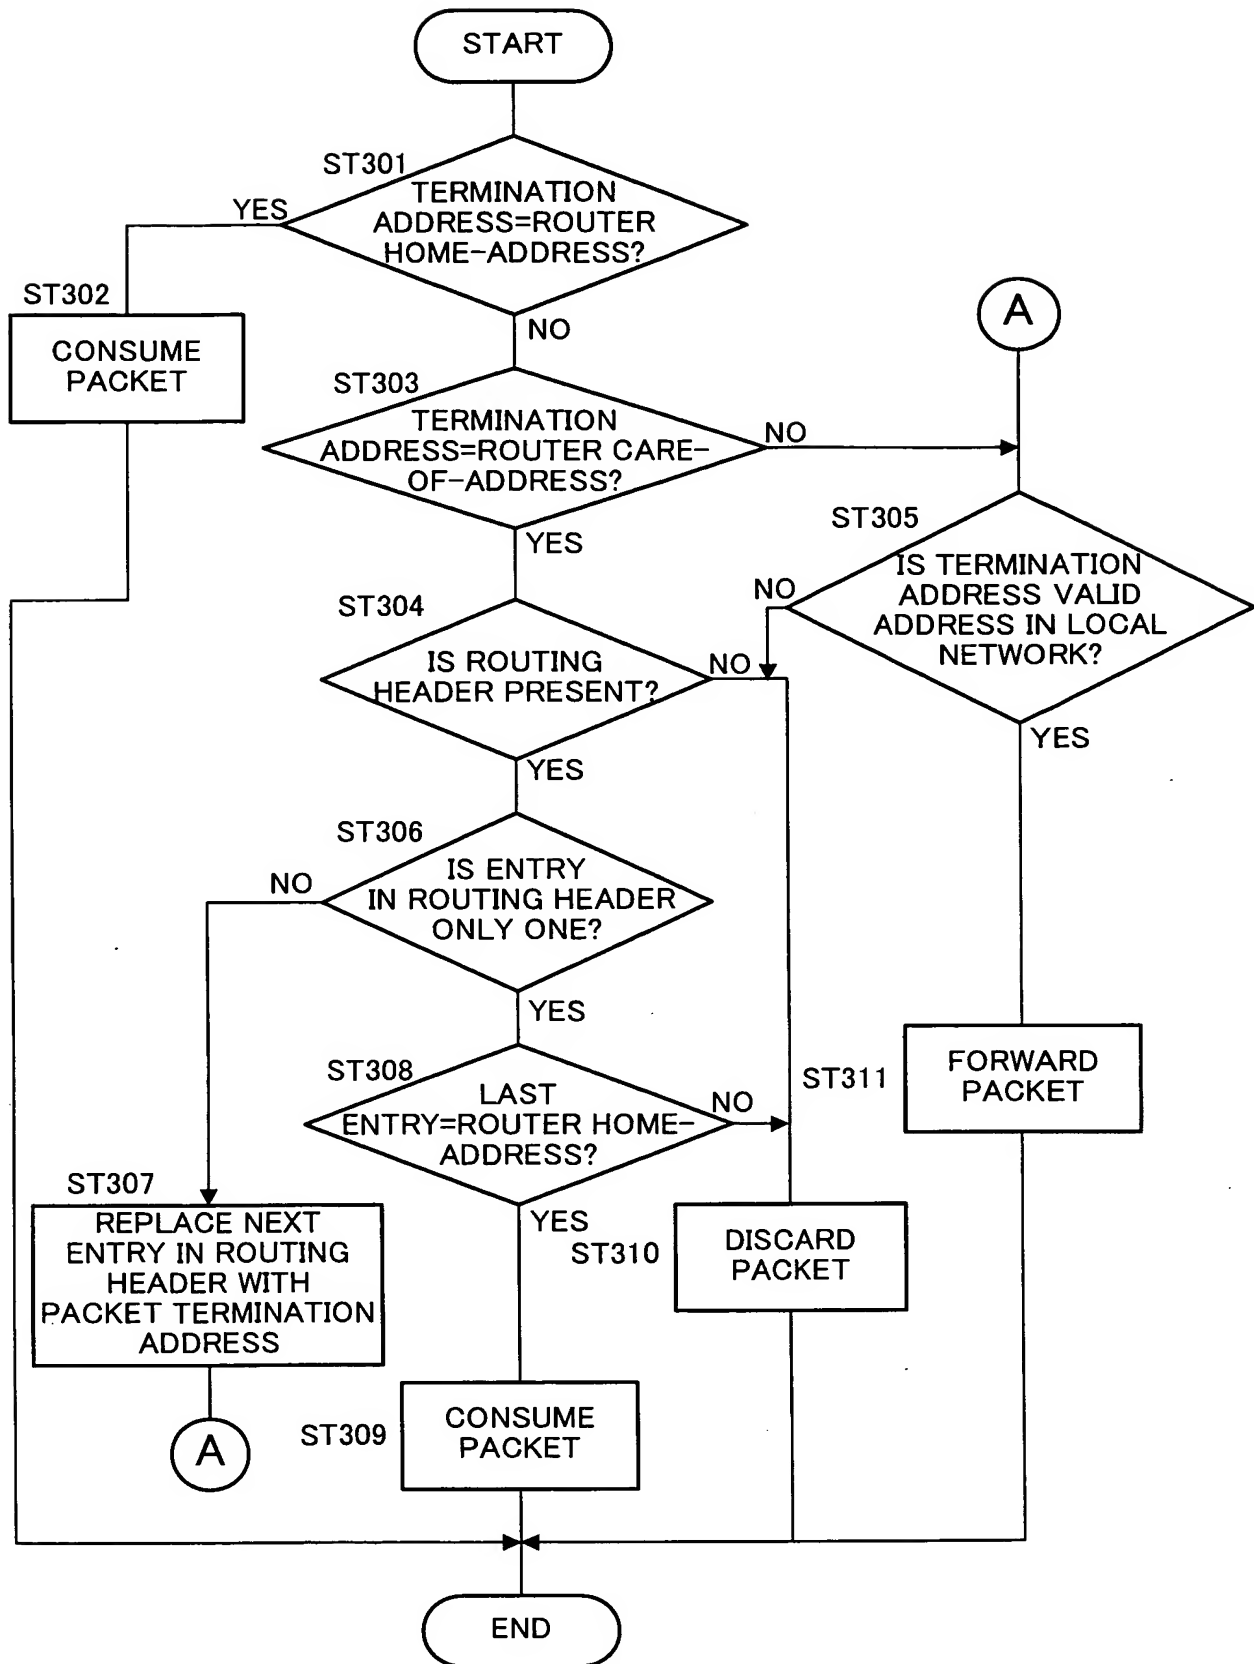 START
ST301
TERMINATION
ADDRESS=ROUTER
HOME-ADDRESS?
YES
NO
ST302
CONSUME
PACKET
A
ST303
TERMINATION
ADDRESS=ROUTER CARE-
OF-ADDRESS?
NO
YES
ST305
IS TERMINATION
ADDRESS VALID
ADDRESS IN LOCAL
NETWORK?
NO
YES
ST304
IS ROUTING
HEADER PRESENT?
NO
YES
ST306
IS ENTRY
IN ROUTING HEADER
ONLY ONE?
NO
YES
ST308
LAST
ENTRY=ROUTER HOME-
ADDRESS?
NO
YES
ST311
FORWARD
PACKET
ST307
REPLACE NEXT
ENTRY IN ROUTING
HEADER WITH
PACKET TERMINATION
ADDRESS
ST310
DISCARD
PACKET
A
ST309
CONSUME
PACKET
END